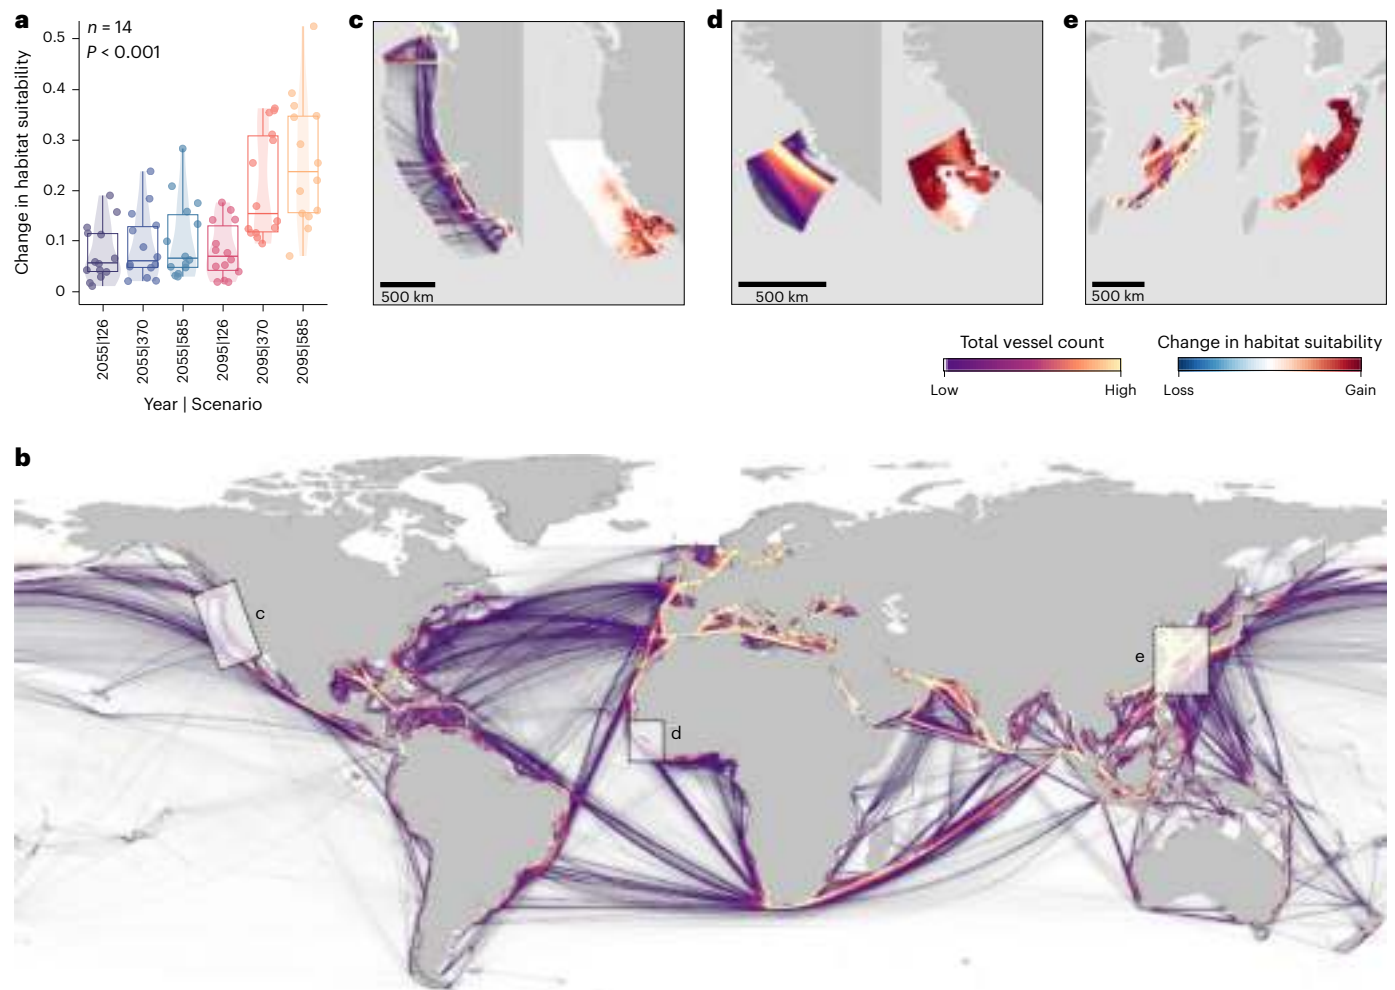 a
n = 14
P < 0.001
Change in habitat suitability
0.5
0.4
0.3
0.2
0.1
0
2055|126
2055|370
2055|585
2095|126
2095|370
2095|585
Year | Scenario
c
500 km
d
500 km
e
500 km
Total vessel count
Low
High
Change in habitat suitability
Loss
Gain
b
c
d
e